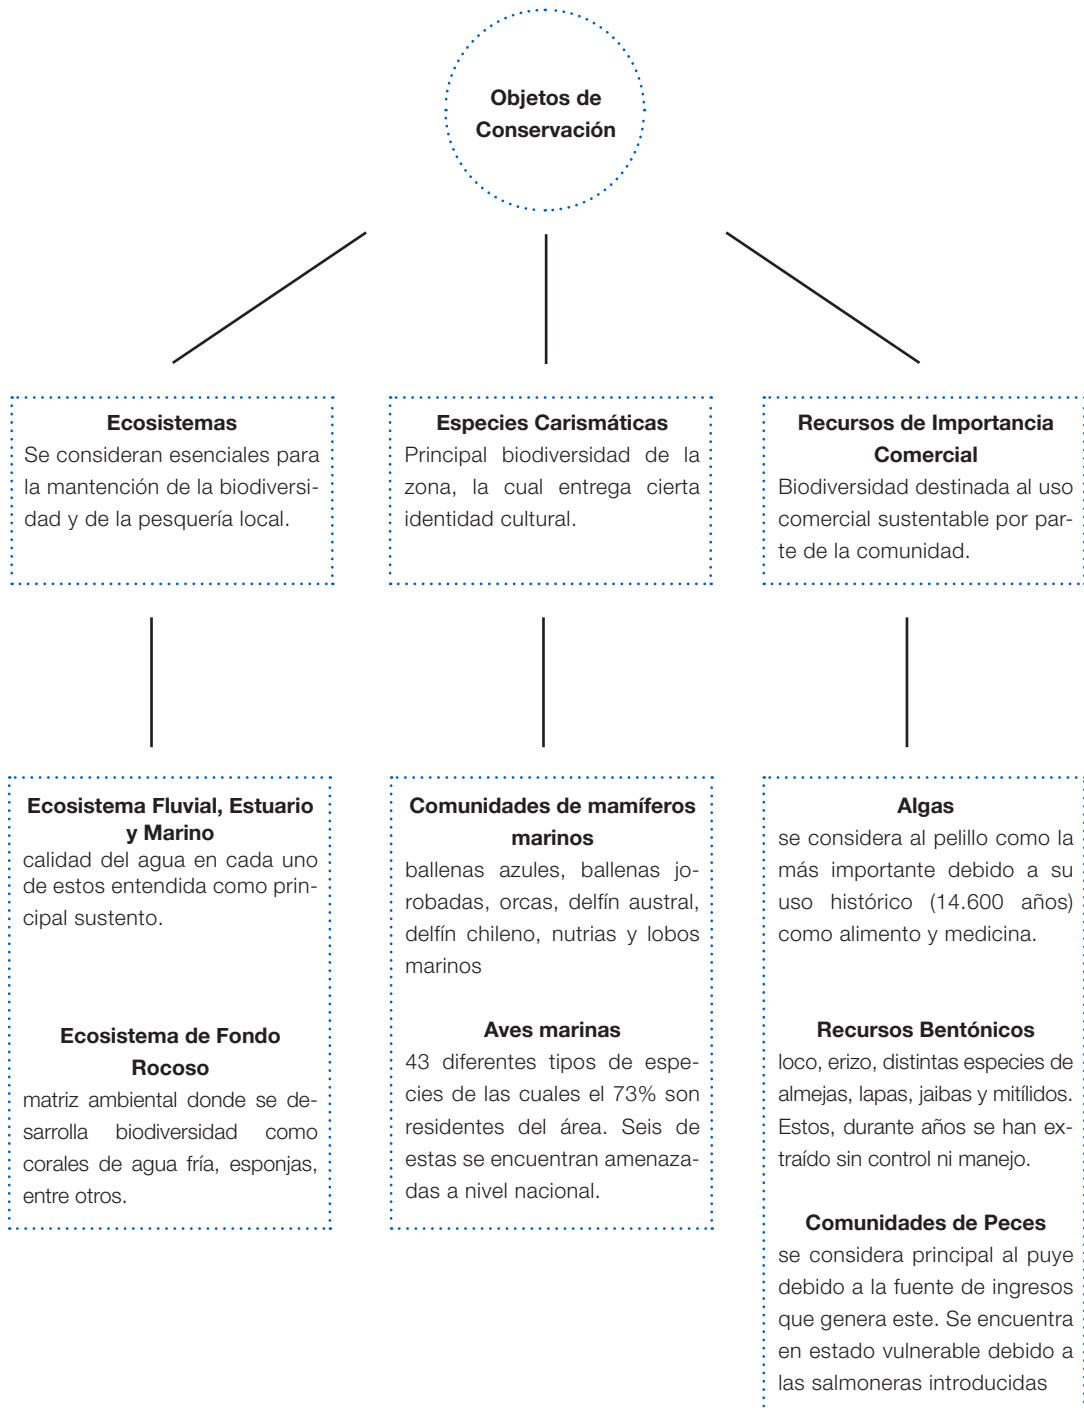 Objetos de
Conservación
Ecosistemas
Se consideran esenciales para
la mantención de la biodiversi-
dad y de la pesquería local.
Especies Carismáticas
Principal biodiversidad de la
zona, la cual entrega cierta
identidad cultural.
Recursos de Importancia
Comercial
Biodiversidad destinada al uso
comercial sustentable por par-
te de la comunidad.
Ecosistema Fluvial, Estuario
y Marino
calidad del agua en cada uno
de estos entendida como prin-
cipal sustento.
Ecosistema de Fondo
Rocoso
matriz ambiental donde se de-
sarrolla biodiversidad como
corales de agua fría, esponjas,
entre otros.
Comunidades de mamíferos
marinos
ballenas azules, ballenas jo-
robadas, orcas, delfín austral,
delfín chileno, nutrias y lobos
marinos
Aves marinas
43 diferentes tipos de espe-
cies de las cuales el 73% son
residentes del área. Seis de
estas se encuentran amenaza-
das a nivel nacional.
Algas
se considera al pelillo como la
más importante debido a su
uso histórico (14.600 años)
como alimento y medicina.
Recursos Bentónicos
loco, erizo, distintas especies de
almejas, lapas, jaibas y mitílidos.
Estos, durante años se han ex-
traído sin control ni manejo.
Comunidades de Peces
se considera principal al puye
debido a la fuente de ingresos
que genera este. Se encuentra
en estado vulnerable debido a
las salmoneras introducidas